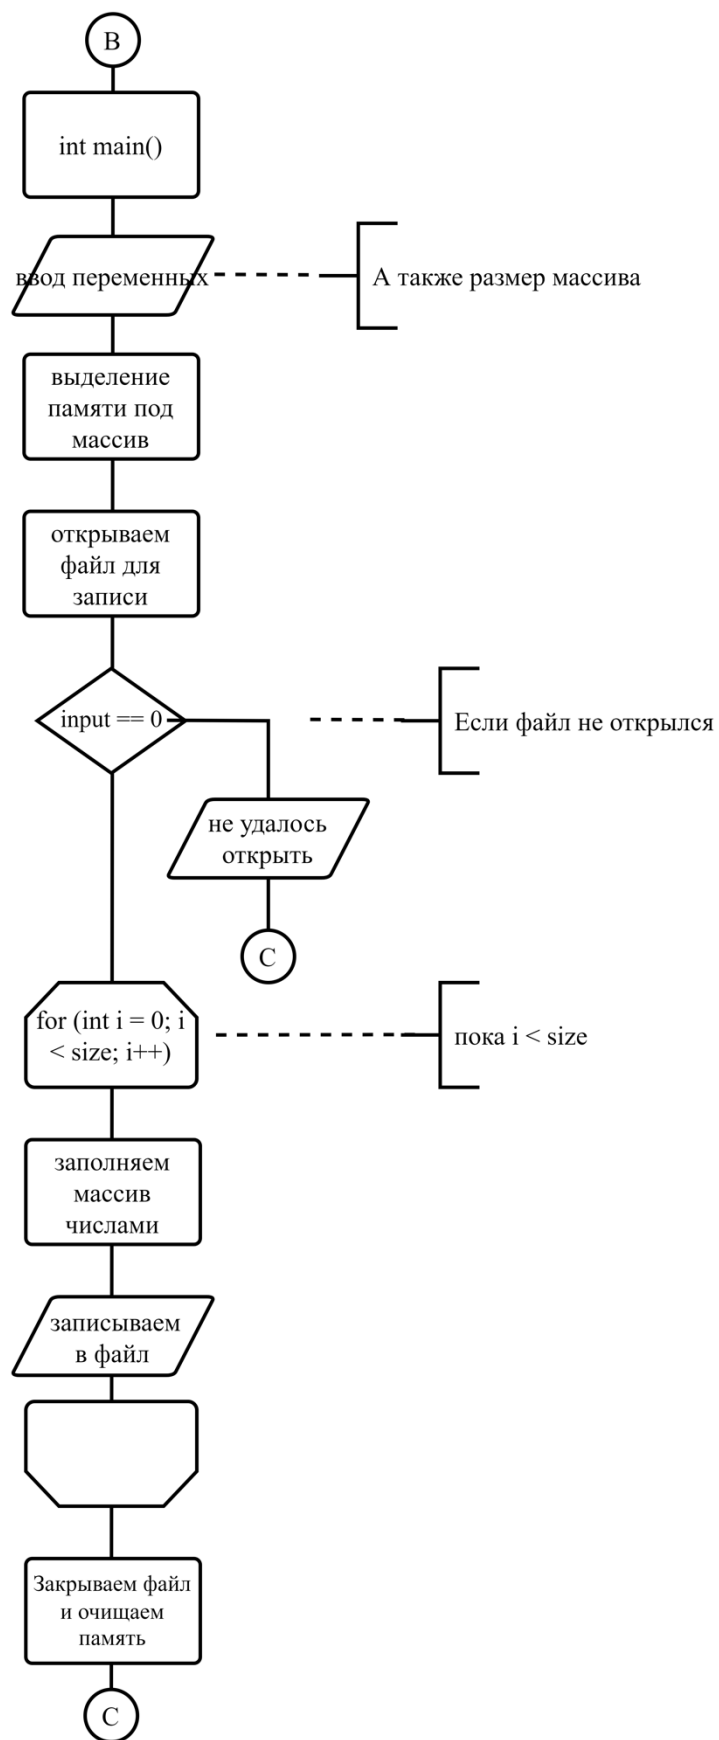 B
int main()
ввод переменных
А также размер массива
выделение
памяти под
массив
открываем
файл для
записи
input == 0
Если файл не открылся
не удалось
открыть
C
for (int i = 0; i
< size; i++)
пока i < size
заполняем
массив
числами
записываем
в файл
Закрываем файл
и очищаем
память
C